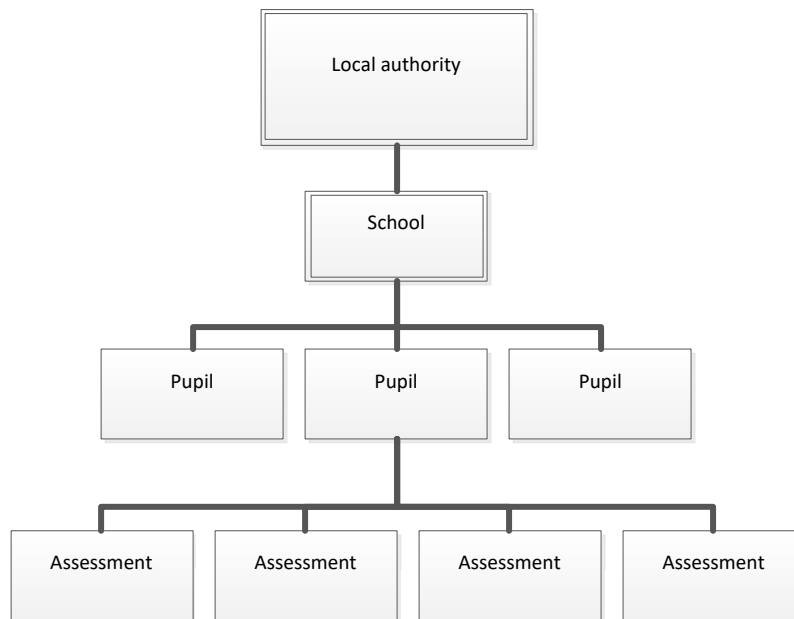 Local authority
School
Pupil
Pupil
Pupil
Assessment
Assessment
Assessment
Assessment